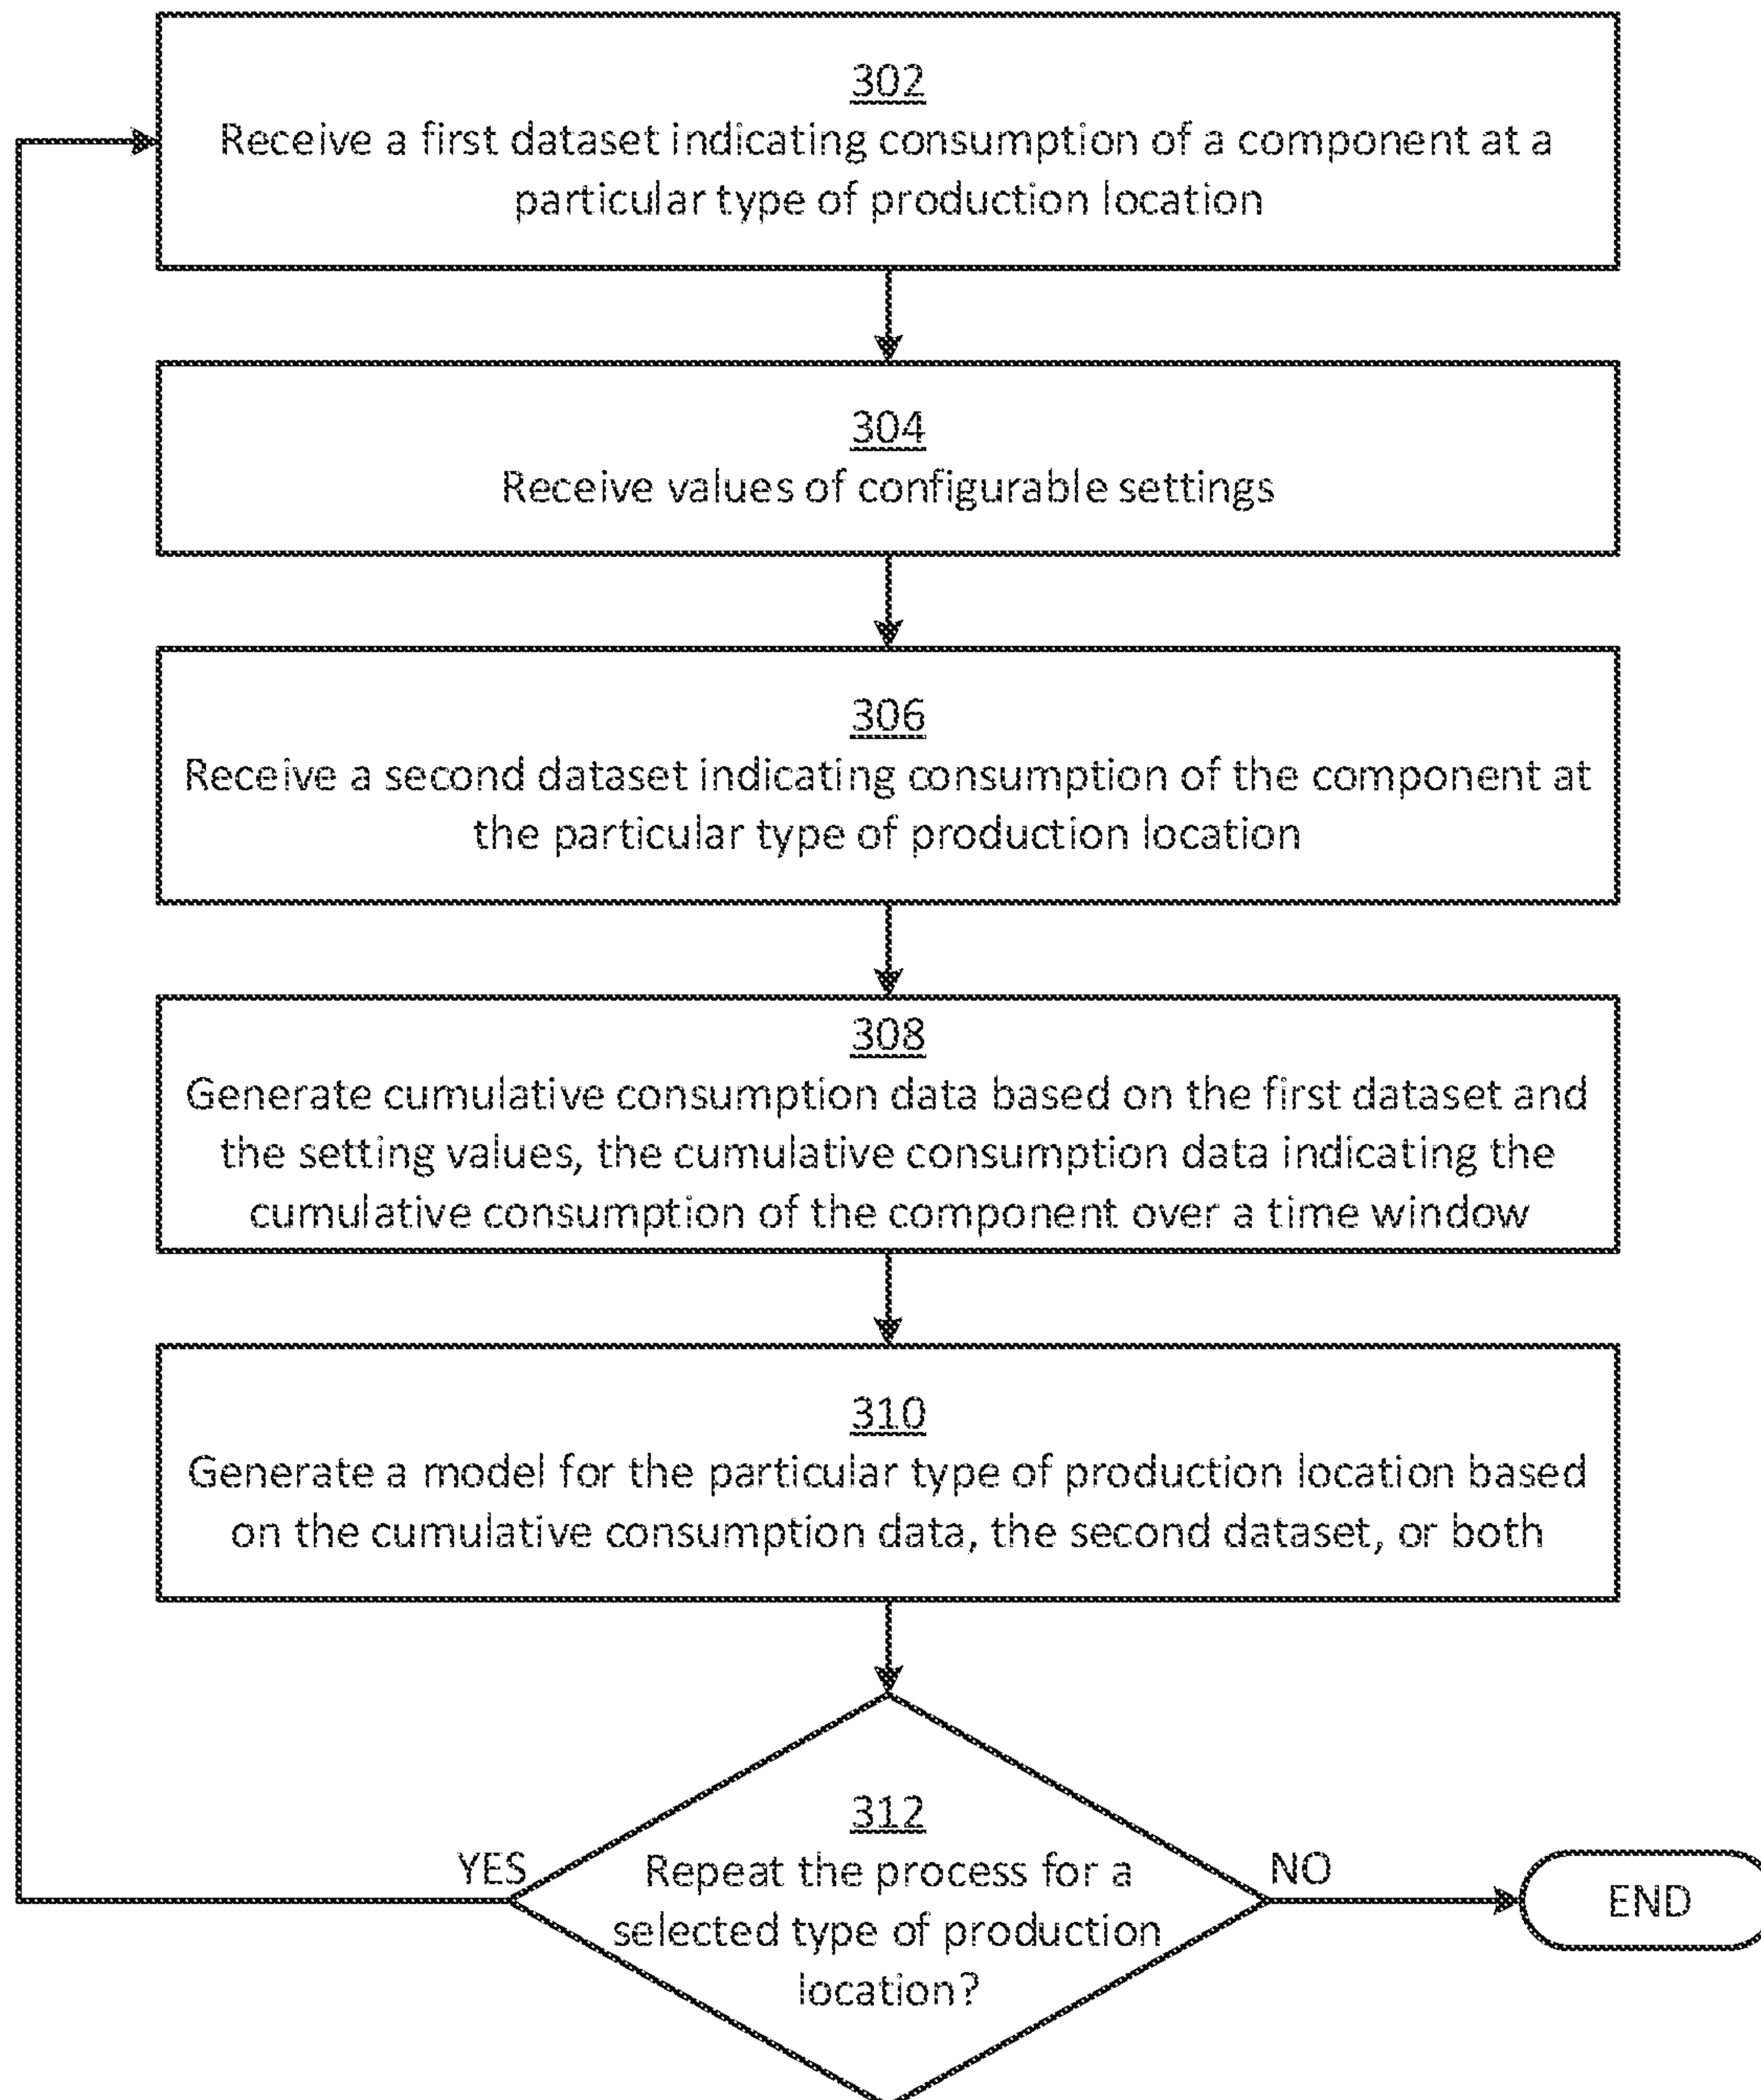 302
Receive a first dataset indicating consumption of a component at a
particular type of production location
304
Receive values of configurable settings
306
Receive a second dataset indicating consumption of the component at
the particular type of production location
308
Generate cumulative consumption data based on the first dataset and
the setting values, the cumulative consumption data indicating the
cumulative consumption of the component over a time window
310
Generate a model for the particular type of production location based
on the cumulative consumption data, the second dataset, or both
312
YES
Repeat the process for a
selected type of production
location?
NO
END